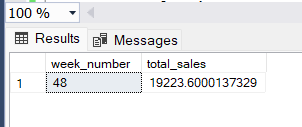 100 %
Results Messages
week_number total_sales
1 48 19223.6000137329